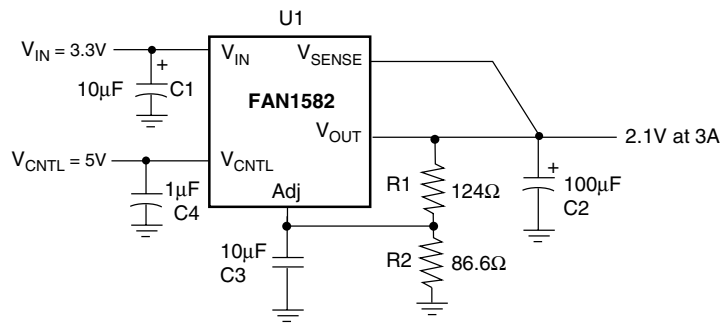 U1
V_IN = 3.3V
+
10μF
C1
V_IN
V_SENSE
FAN1582
V_OUT
2.1V at 3A
V_CNTL = 5V
V_CNTL
1μF
C4
Adj
R1
124Ω
+
100μF
C2
10μF
C3
R2
86.6Ω